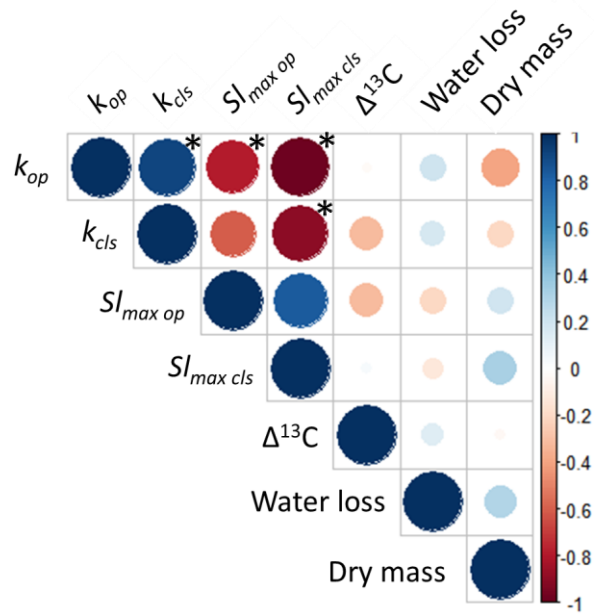 k_op k_cls Sl_max op Sl_max cls Δ¹³C Water loss Dry mass
k_op * * * 1
0.8
k_cls * 0.6
0.4
Sl_max op 0.2
Sl_max cls 0
-0.2
Δ¹³C -0.4
Water loss -0.6
-0.8
Dry mass -1